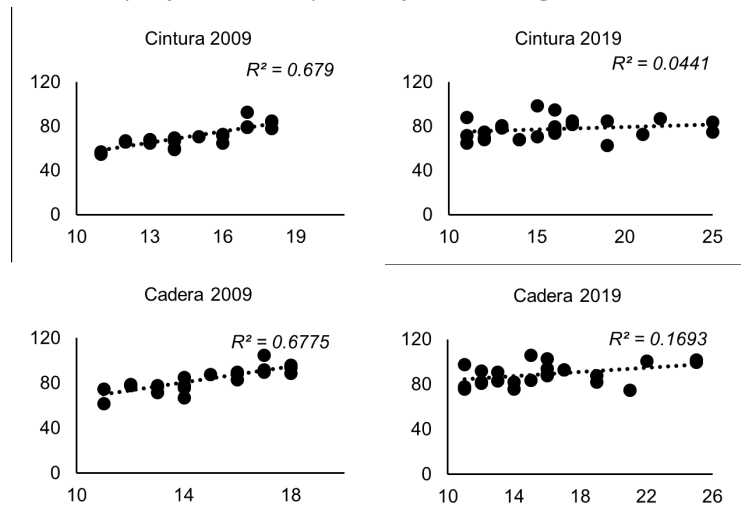 Cintura 2009
R² = 0.679
120
80
40
0
10 13 16 19
Cintura 2019
R² = 0.0441
120
80
40
0
10 15 20 25
Cadera 2009
R² = 0.6775
120
80
40
0
10 14 18
Cadera 2019
R² = 0.1693
120
80
40
0
10 14 18 22 26